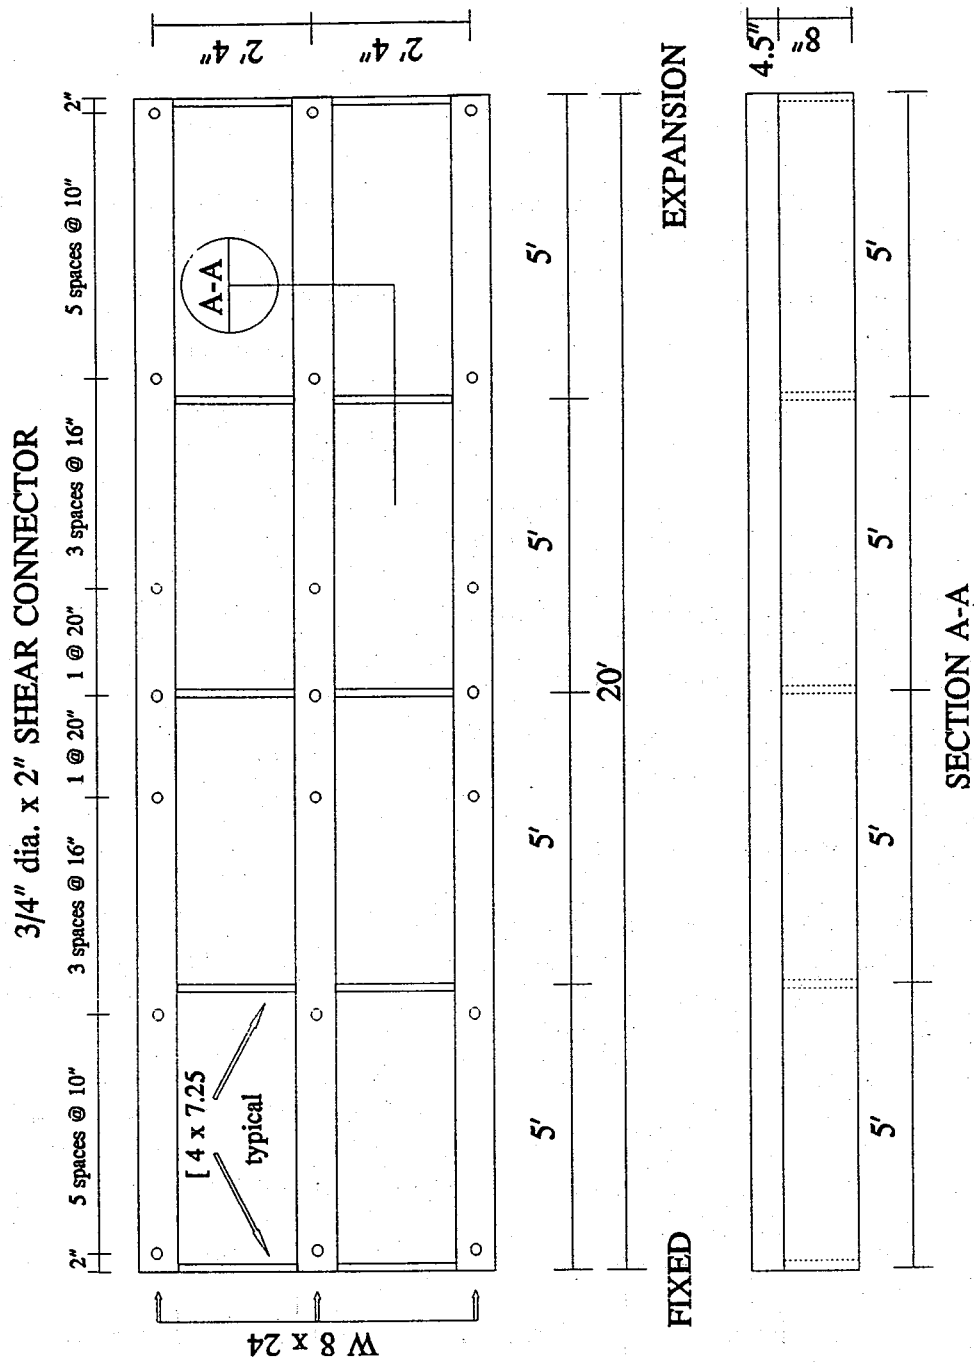 3/4" dia. x 2" SHEAR CONNECTOR
2" 5 spaces @ 10" 3 spaces @ 16" 1 @ 20" 1 @ 20" 3 spaces @ 16" 5 spaces @ 10" 2"
W 8 x 24
[ 4 x 7.25
typical
A-A
2' 4"
2' 4"
5' 5' 5' 5'
20'
FIXED EXPANSION
4.5"
8"
5' 5' 5' 5'
SECTION A-A